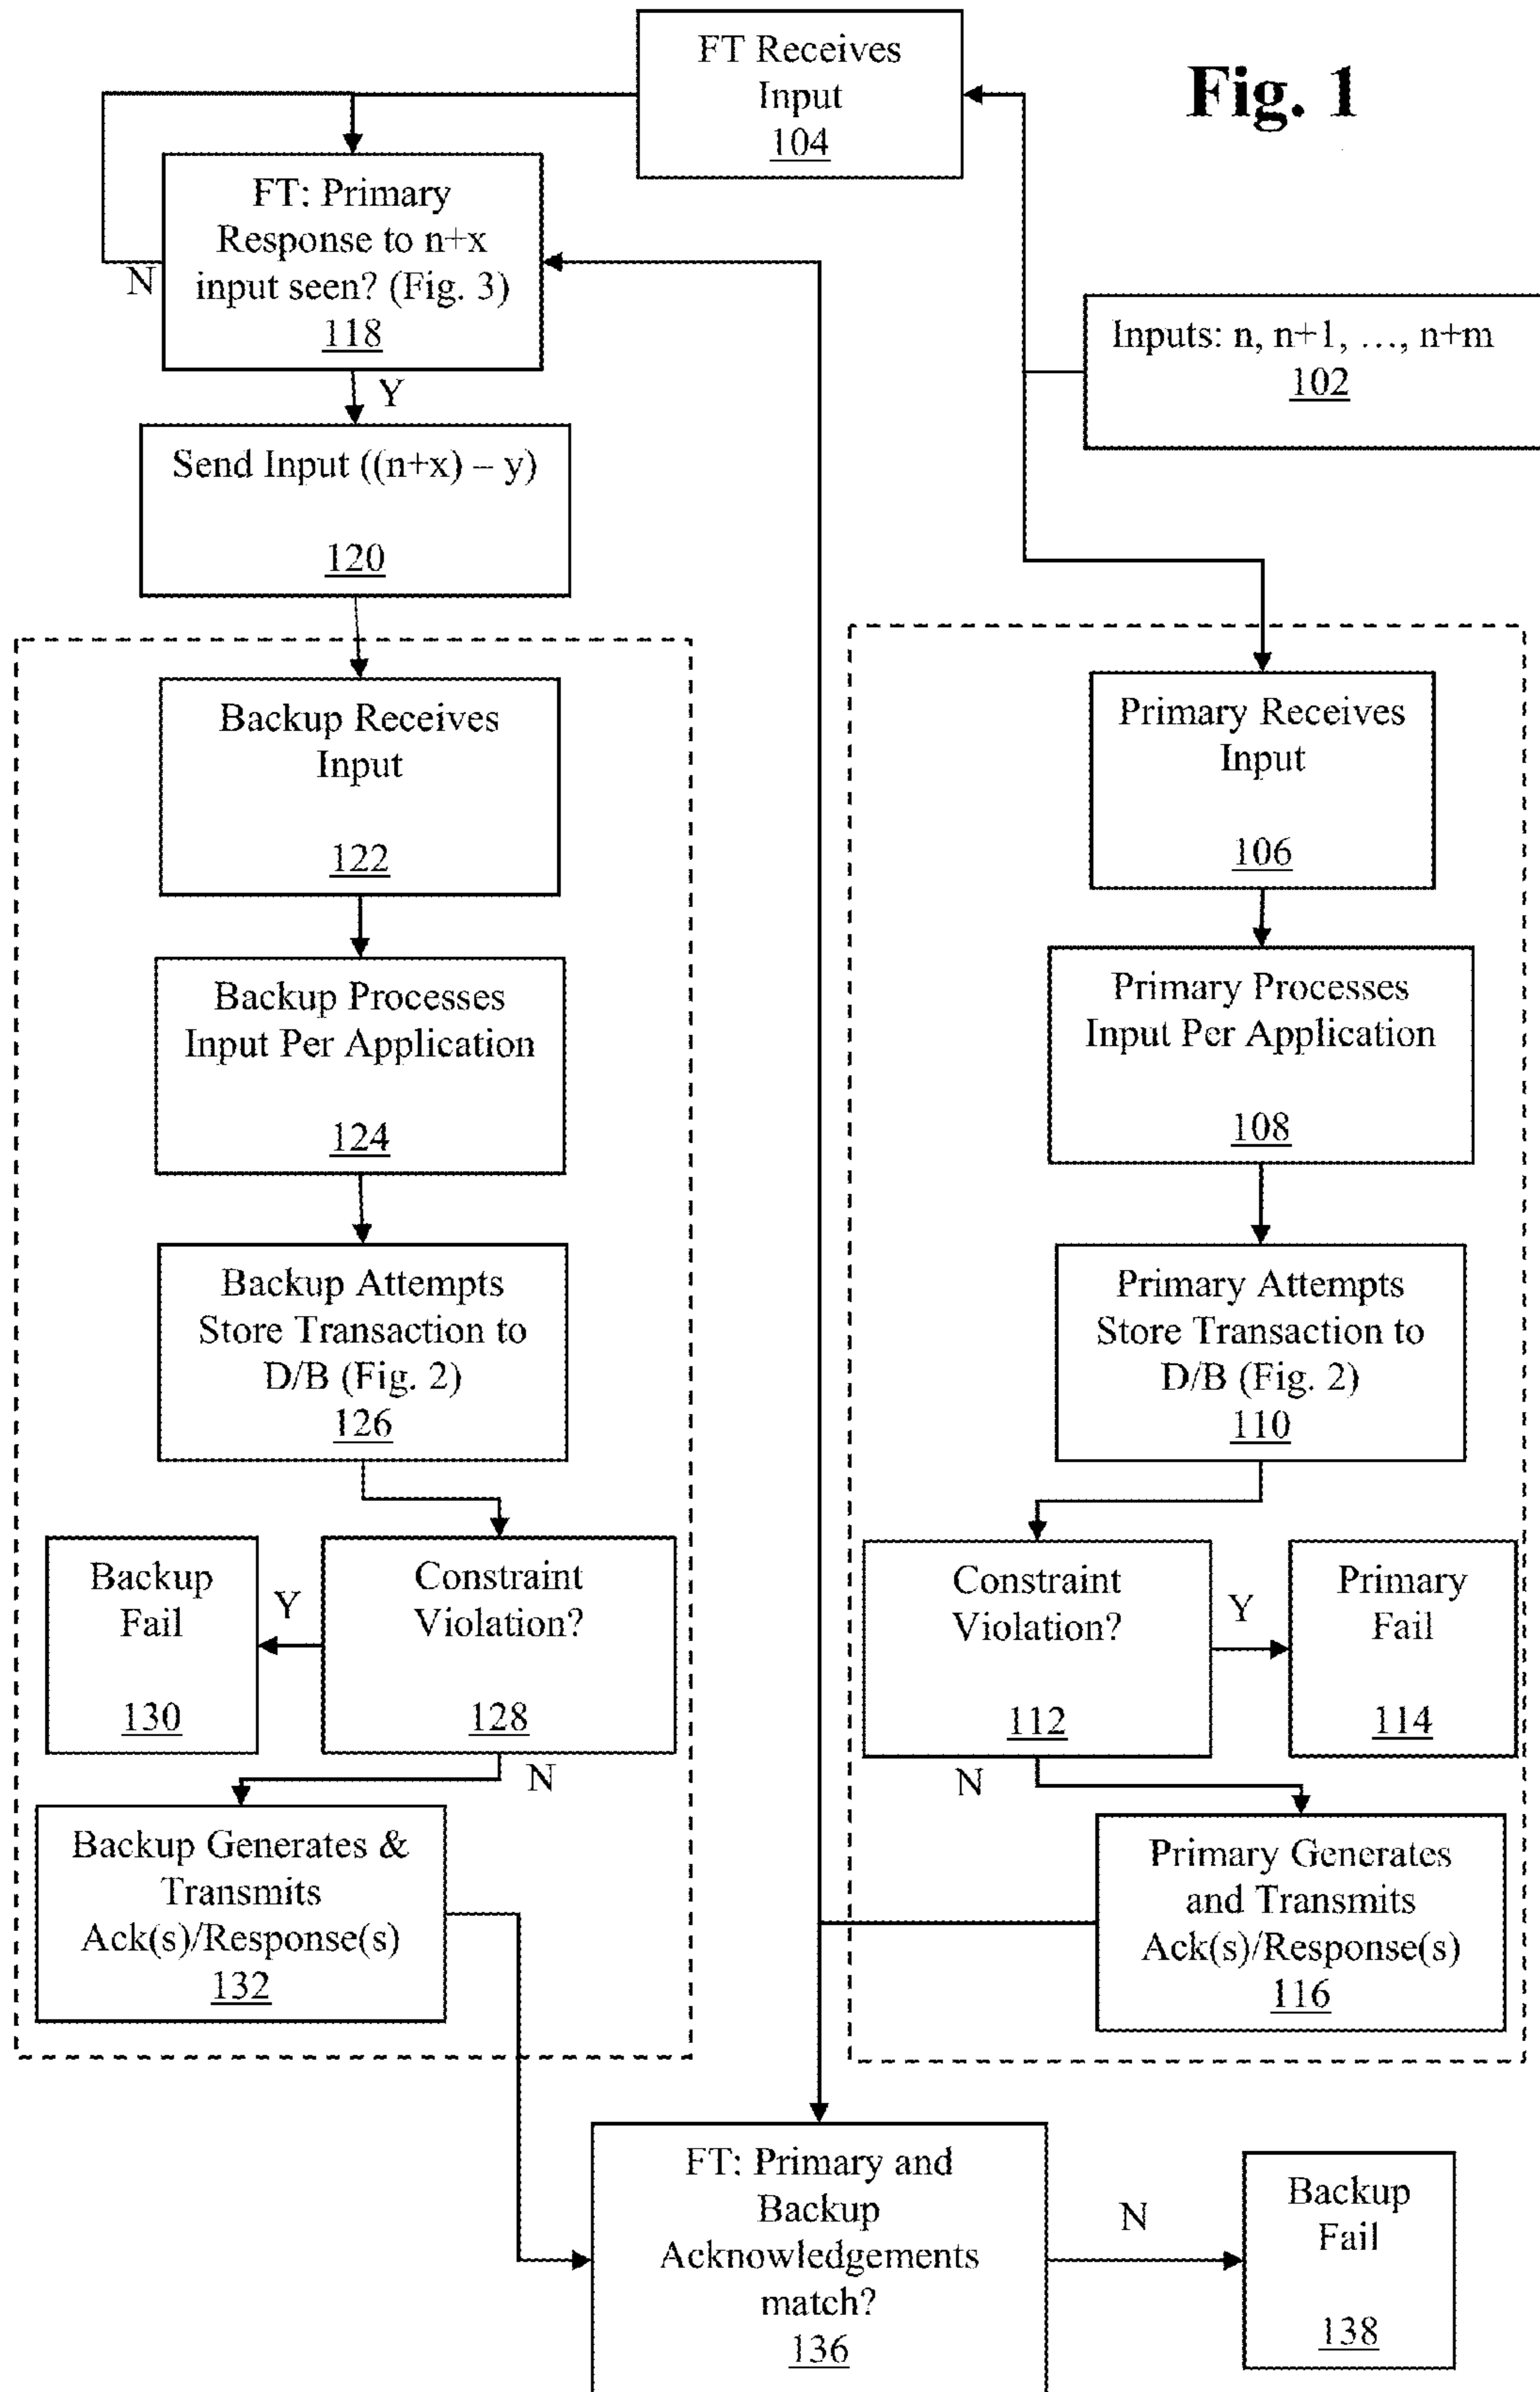 Fig. 1
FT Receives
Input
104
FT: Primary
Response to n+x
input seen? (Fig. 3)
118
N
Y
Inputs: n, n+1, ..., n+m
102
Send Input ((n+x) – y)
120
Backup Receives
Input
122
Primary Receives
Input
106
Backup Processes
Input Per Application
124
Primary Processes
Input Per Application
108
Backup Attempts
Store Transaction to
D/B (Fig. 2)
126
Primary Attempts
Store Transaction to
D/B (Fig. 2)
110
Backup
Fail
130
Y
Constraint
Violation?
128
N
Constraint
Violation?
112
Y
Primary
Fail
114
N
Backup Generates &
Transmits
Ack(s)/Response(s)
132
Primary Generates
and Transmits
Ack(s)/Response(s)
116
FT: Primary and
Backup
Acknowledgements
match?
136
N
Backup
Fail
138